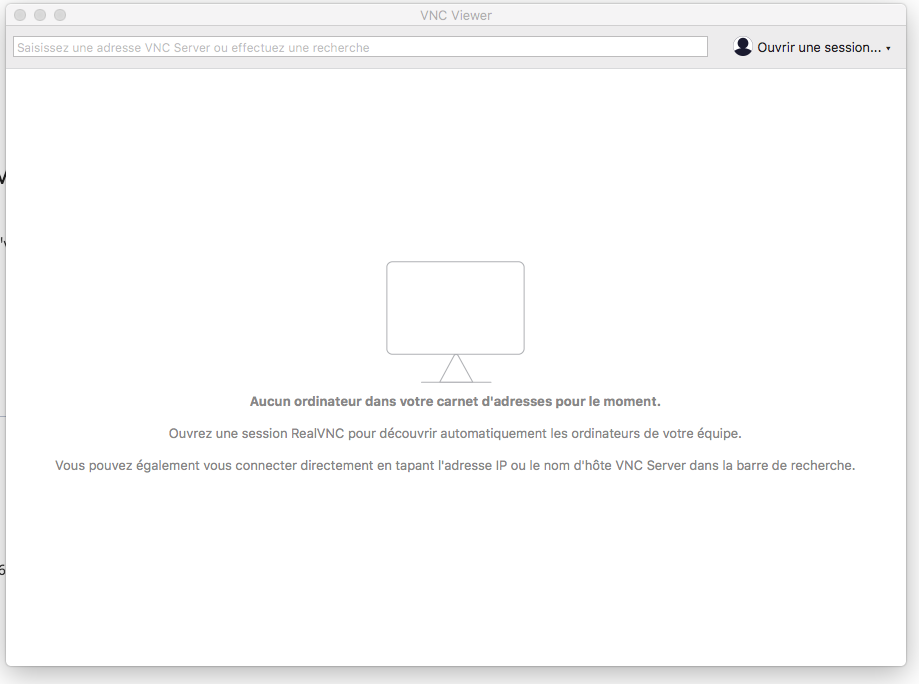 VNC Viewer
Saisissez une adresse VNC Server ou effectuez une recherche
Ouvrir une session...
Aucun ordinateur dans votre carnet d'adresses pour le moment.
Ouvrez une session RealVNC pour découvrir automatiquement les ordinateurs de votre équipe.
Vous pouvez également vous connecter directement en tapant l'adresse IP ou le nom d'hôte VNC Server dans la barre de recherche.